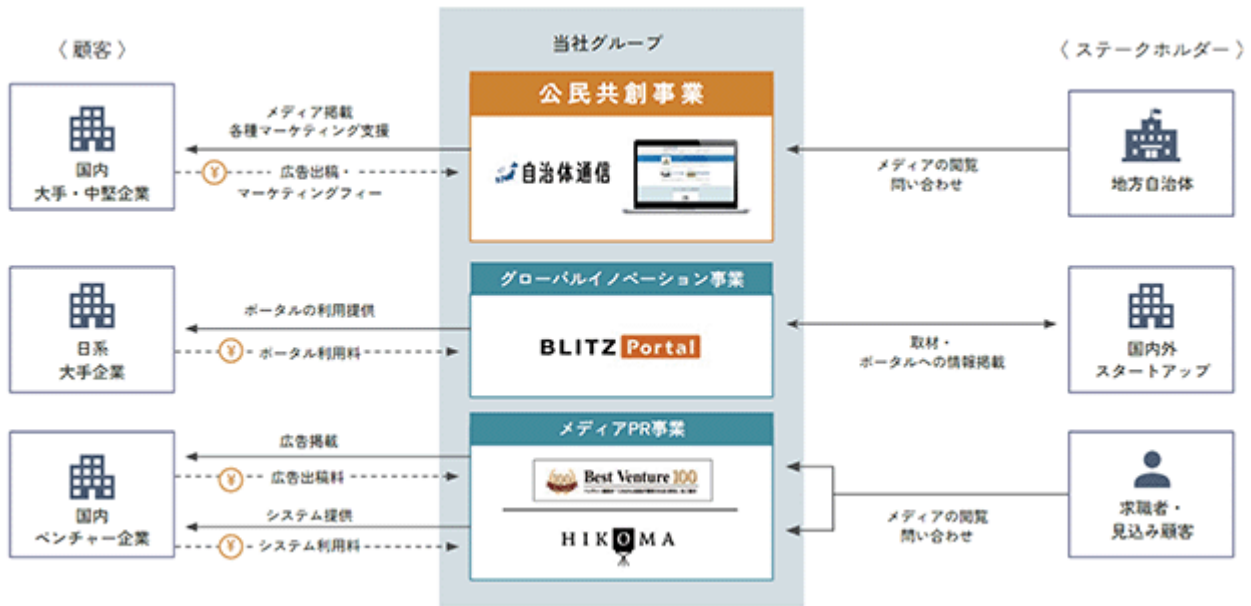 〈 顧客 〉
当社グループ
〈 ステークホルダー 〉
国内
大手・中堅企業
メディア掲載
各種マーケティング支援
¥
広告出稿・
マーケティングフィー
公民共創事業
自治体通信
メディアの閲覧
問い合わせ
地方自治体
日系
大手企業
ポータルの利用提供
¥
ポータル利用料
グローバルイノベーション事業
BLITZ Portal
取材・
ポータルへの情報掲載
国内外
スタートアップ
国内
ベンチャー企業
広告掲載
¥
広告出稿料
システム提供
¥
システム利用料
メディアPR事業
Best Venture 100
HIKOMA
メディアの閲覧
問い合わせ
求職者・
見込み顧客